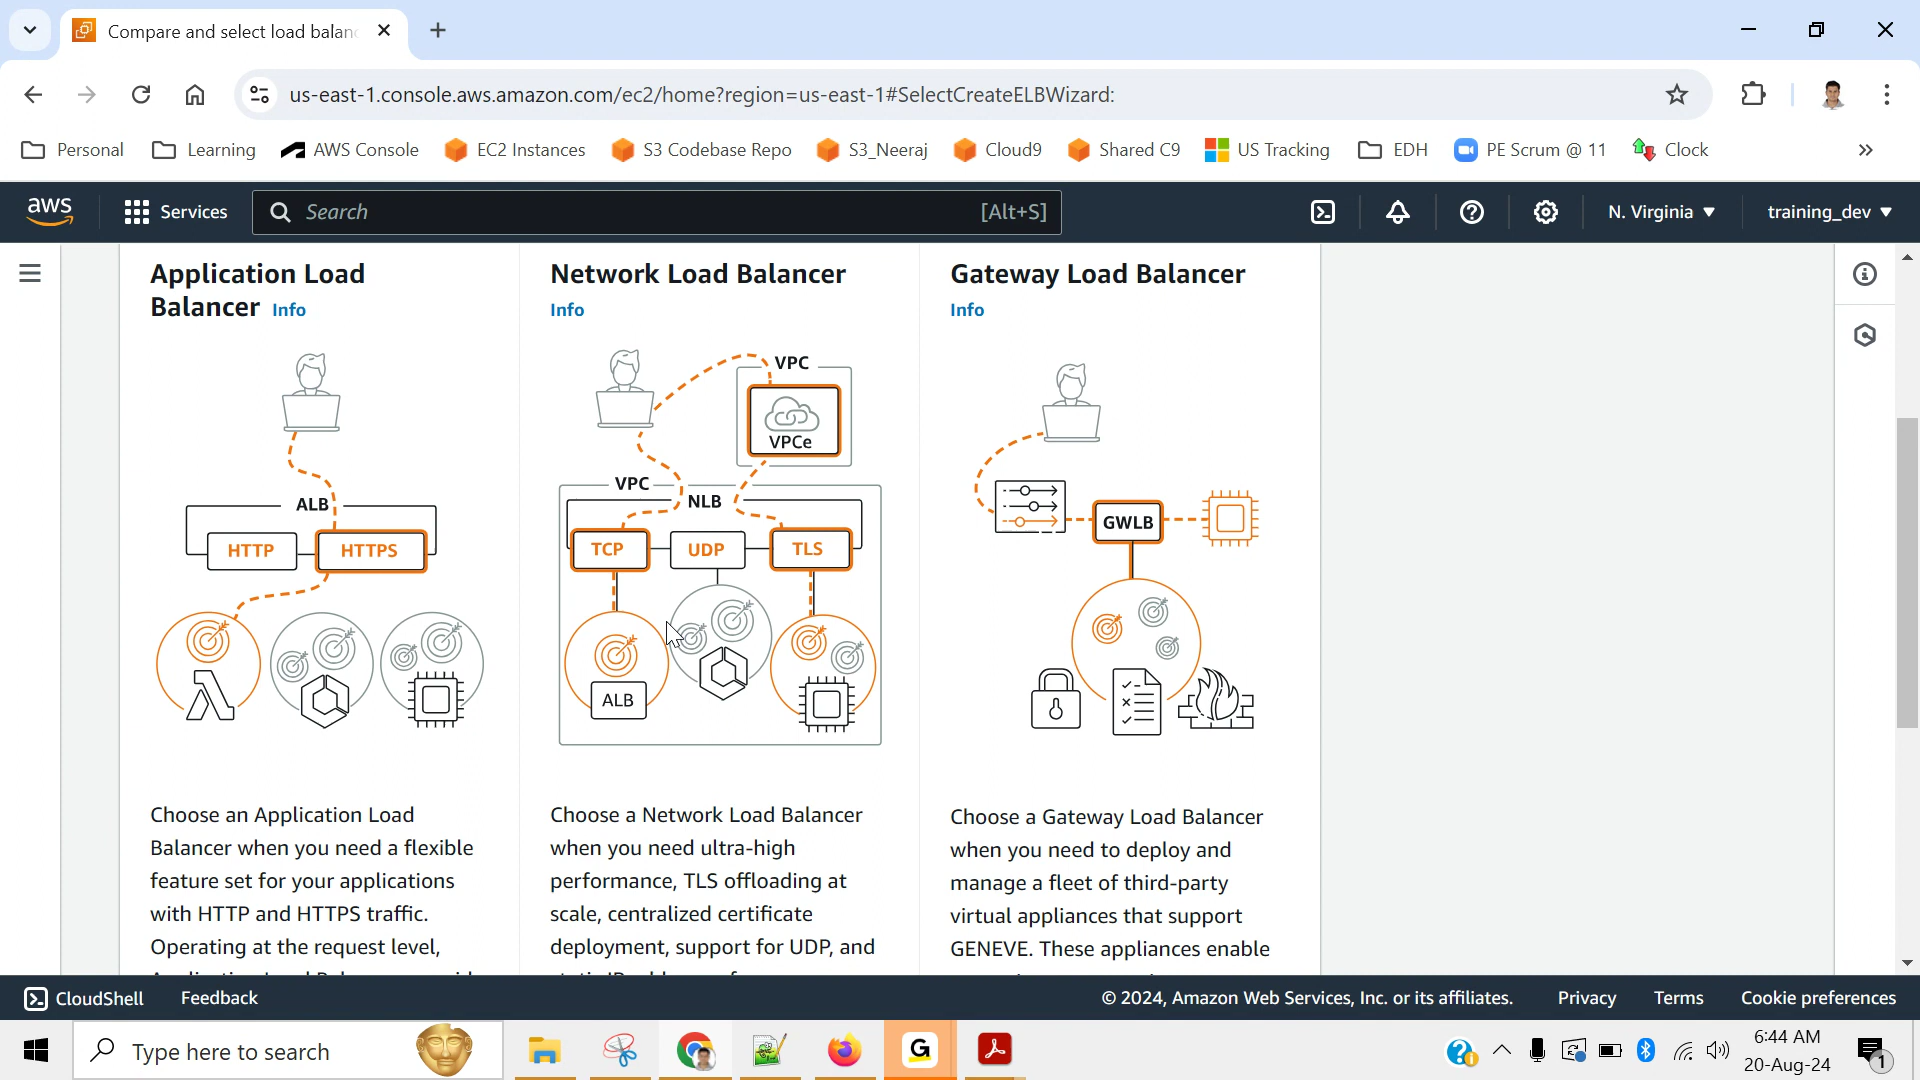 Compare and select load balanc
us-east-1.console.aws.amazon.com/ec2/home?region=us-east-1#SelectCreateELBWizard:
Personal Learning AWS Console EC2 Instances S3 Codebase Repo S3_Neeraj Cloud9 Shared C9 US Tracking EDH PE Scrum @ 11 Clock
aws Services Search [Alt+S] N. Virginia training_dev
Application Load
Balancer Info
VPC
VPCe
ALB
HTTP HTTPS
Network Load Balancer
Info
VPC
NLB
TCP UDP TLS
ALB
Gateway Load Balancer
Info
GWLB
Choose an Application Load
Balancer when you need a flexible
feature set for your applications
with HTTP and HTTPS traffic.
Operating at the request level,
Choose a Network Load Balancer
when you need ultra-high
performance, TLS offloading at
scale, centralized certificate
deployment, support for UDP, and
Choose a Gateway Load Balancer
when you need to deploy and
manage a fleet of third-party
virtual appliances that support
GENEVE. These appliances enable
CloudShell Feedback © 2024, Amazon Web Services, Inc. or its affiliates. Privacy Terms Cookie preferences
Type here to search
G
6:44 AM
20-Aug-24
1